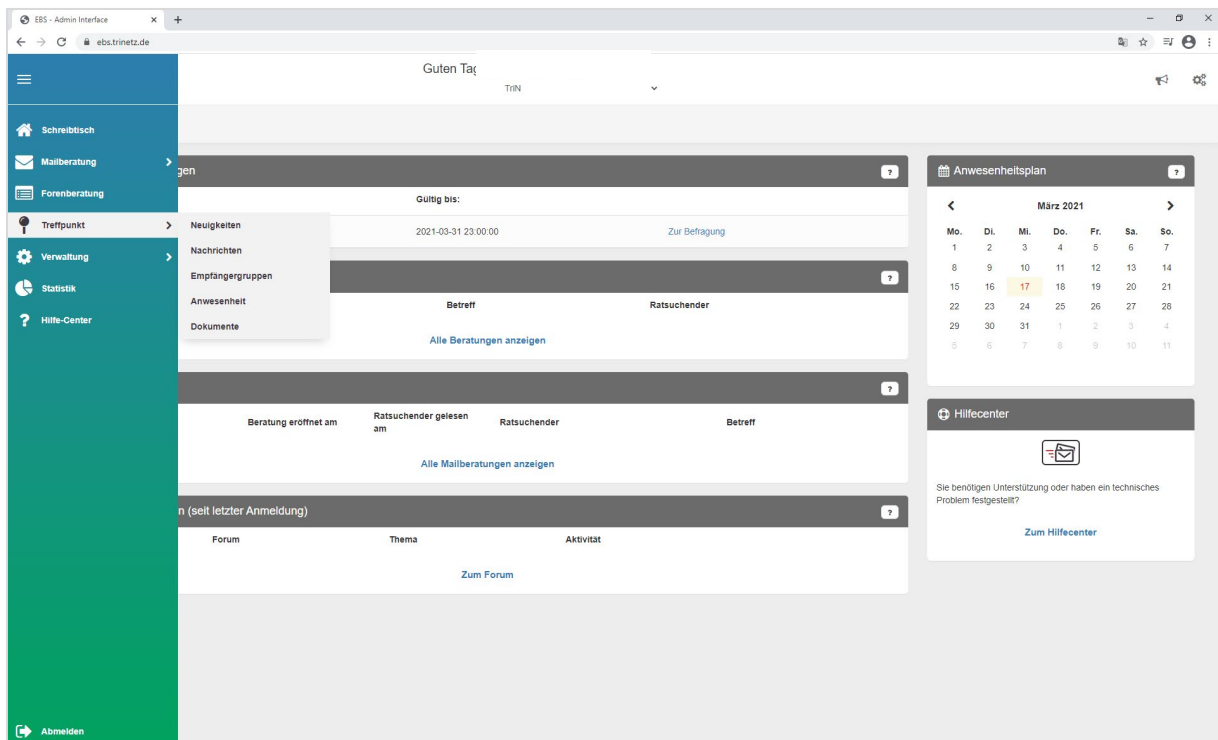 EBS - Admin Interface
ebs.trinetz.de
Guten Tag
TrIN
Schreibtisch
Mailberatung
Forenberatung
Treffpunkt
Verwaltung
Statistik
Hilfe-Center
Abmelden
Neuigkeiten
Nachrichten
Empfängergruppen
Anwesenheit
Dokumente
gen
?
Gültig bis:
2021-03-31 23:00:00 Zur Befragung
?
Betreff Ratsuchender
Alle Beratungen anzeigen
?
Beratung eröffnet am Ratsuchender gelesen am Ratsuchender Betreff
Alle Mailberatungen anzeigen
n (seit letzter Anmeldung) ?
Forum Thema Aktivität
Zum Forum
Anwesenheitsplan ?
März 2021
Mo. Di. Mi. Do. Fr. Sa. So.
1 2 3 4 5 6 7
8 9 10 11 12 13 14
15 16 17 18 19 20 21
22 23 24 25 26 27 28
29 30 31 1 2 3 4
5 6 7 8 9 10 11
Hilfecenter
Sie benötigen Unterstützung oder haben ein technisches
Problem festgestellt?
Zum Hilfecenter